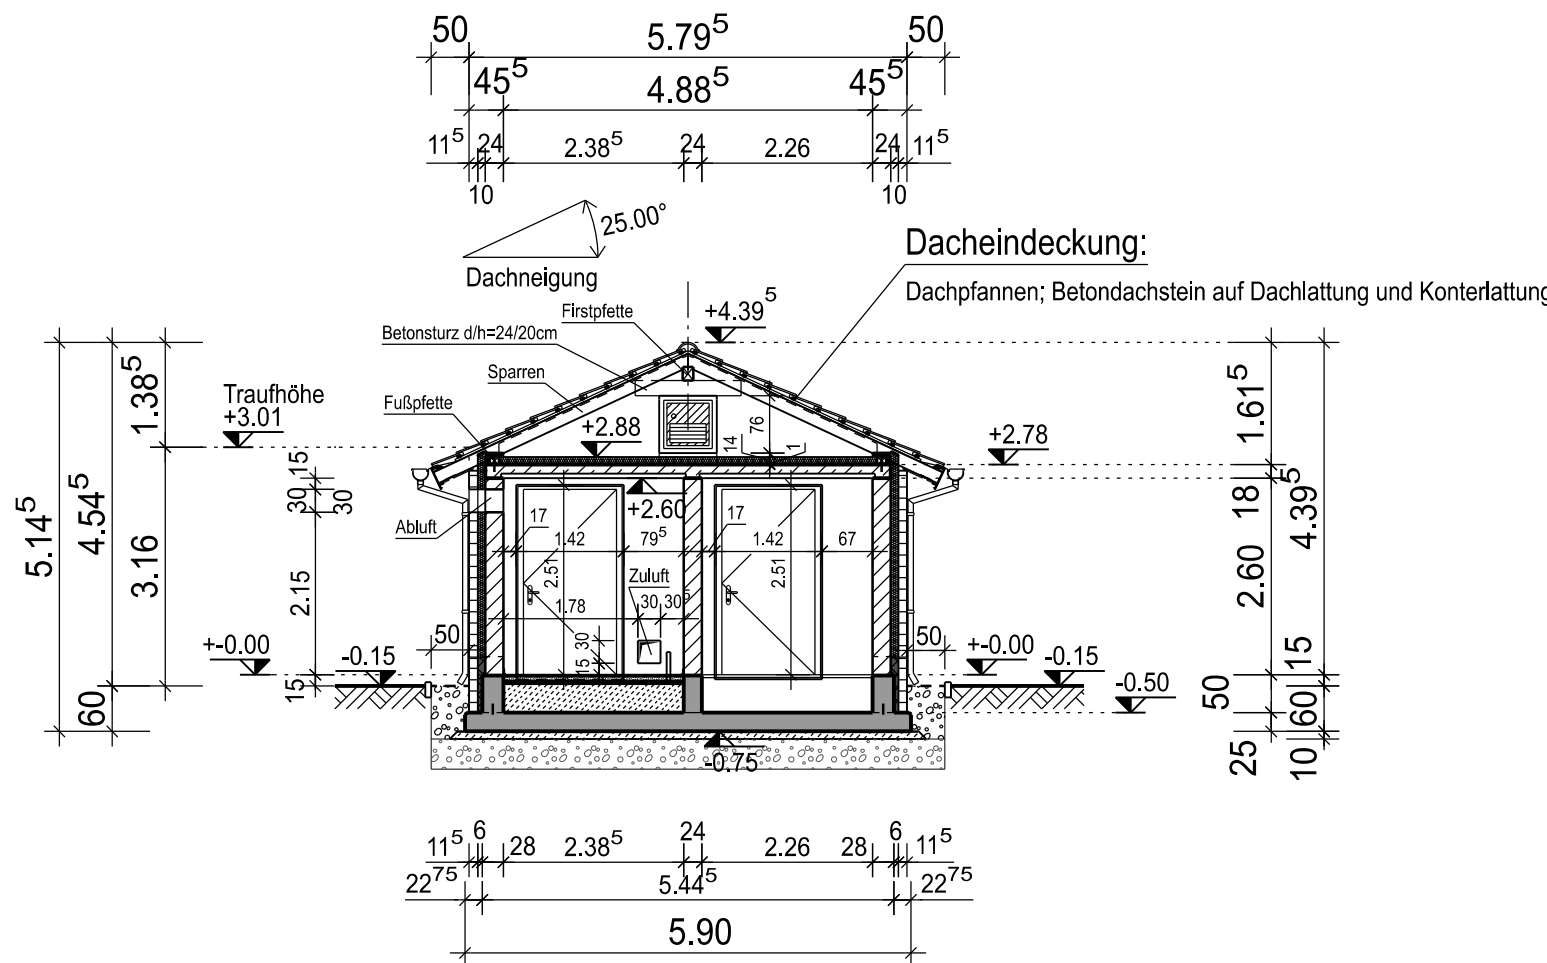 50 5.79⁵ 50
45⁵ 4.88⁵ 45⁵
11⁵ 24 2.38⁵ 24 2.26 24 11⁵
10 10
25.00°
Dachneigung
Dacheindeckung:
Dachpfannen; Betondachstein auf Dachlattung und Konterlattung
Firstpfette
+4.39⁵
Betonsturz d/h=24/20cm
Sparren
Fußpfette
Traufhöhe
+3.01
+2.88
14
76
1
+2.78
1.38⁵
1.61⁵
5.14⁵
4.54⁵
3.16
15
30
30
2.15
15
60
Abluft
+2.60
17 1.42 79⁵ 17 1.42 67
2.51
2.51
1.78
Zuluft
30 30⁵
30
15
50
50
+-0.00
-0.15
+-0.00
-0.15
-0.50
-0.75
18
4.39⁵
2.60
15
50
60
25
10
11⁵ 6 28 2.38⁵ 24 2.26 28 6 11⁵
22⁷⁵ 5.44⁵ 22⁷⁵
5.90